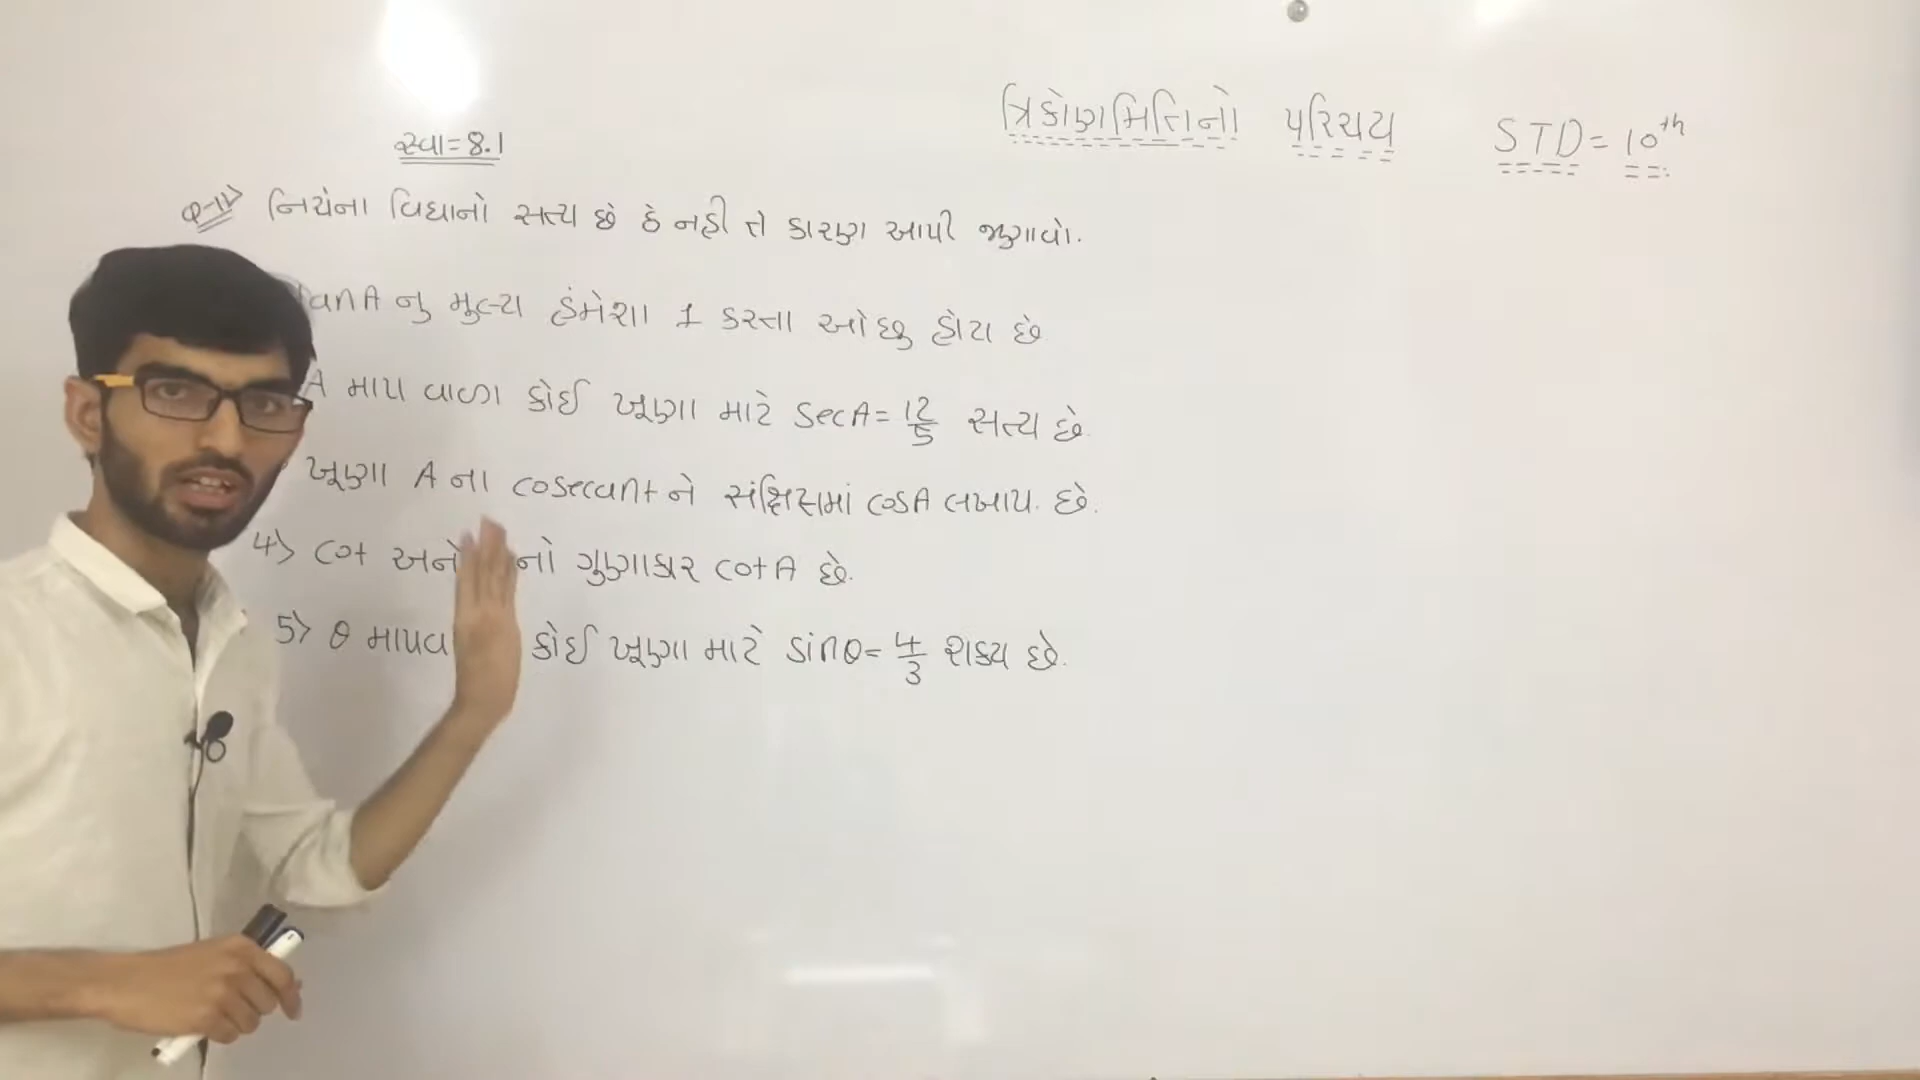 ત્રિકોણમિતિનો પરિચય STD = 10th
સ્વા = 8.1
Q-11> નિચેના વિધાનો સત્ય છે કે નહી તે કારણ આપી જણાવો.
tanA નુ મુલ્ય હંમેશા 1 કરતા ઓછુ હોય છે
A માપ વાળા કોઈ ખૂણા માટે secA = 12/5 સત્ય છે.
ખૂણા A ના cosecant ને સંક્ષિપ્તમાં cosA લખાય છે.
4> cot અને નો ગુણાકાર cotA છે.
5> θ માપવ કોઈ ખૂણા માટે sinθ = 4/3 શક્ય છે.